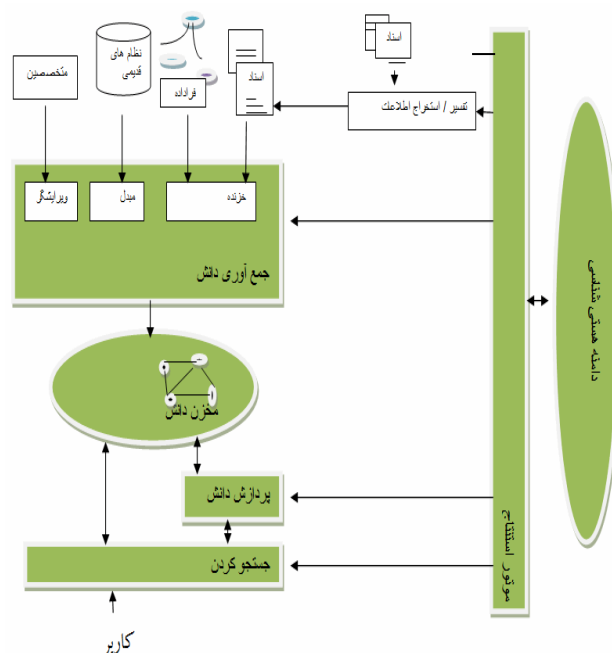 اسناد
نظام های
قدیمی
متخصصین
اسناد
فراداده
تفسیر / استخراج اطلاعات
خزنده
مبدل
ویرایشگر
جمع آوری دانش
دامنه هستی شناسی
مخزن دانش
پردازش دانش
موتور استنتاج
جستجو کردن
کاربر